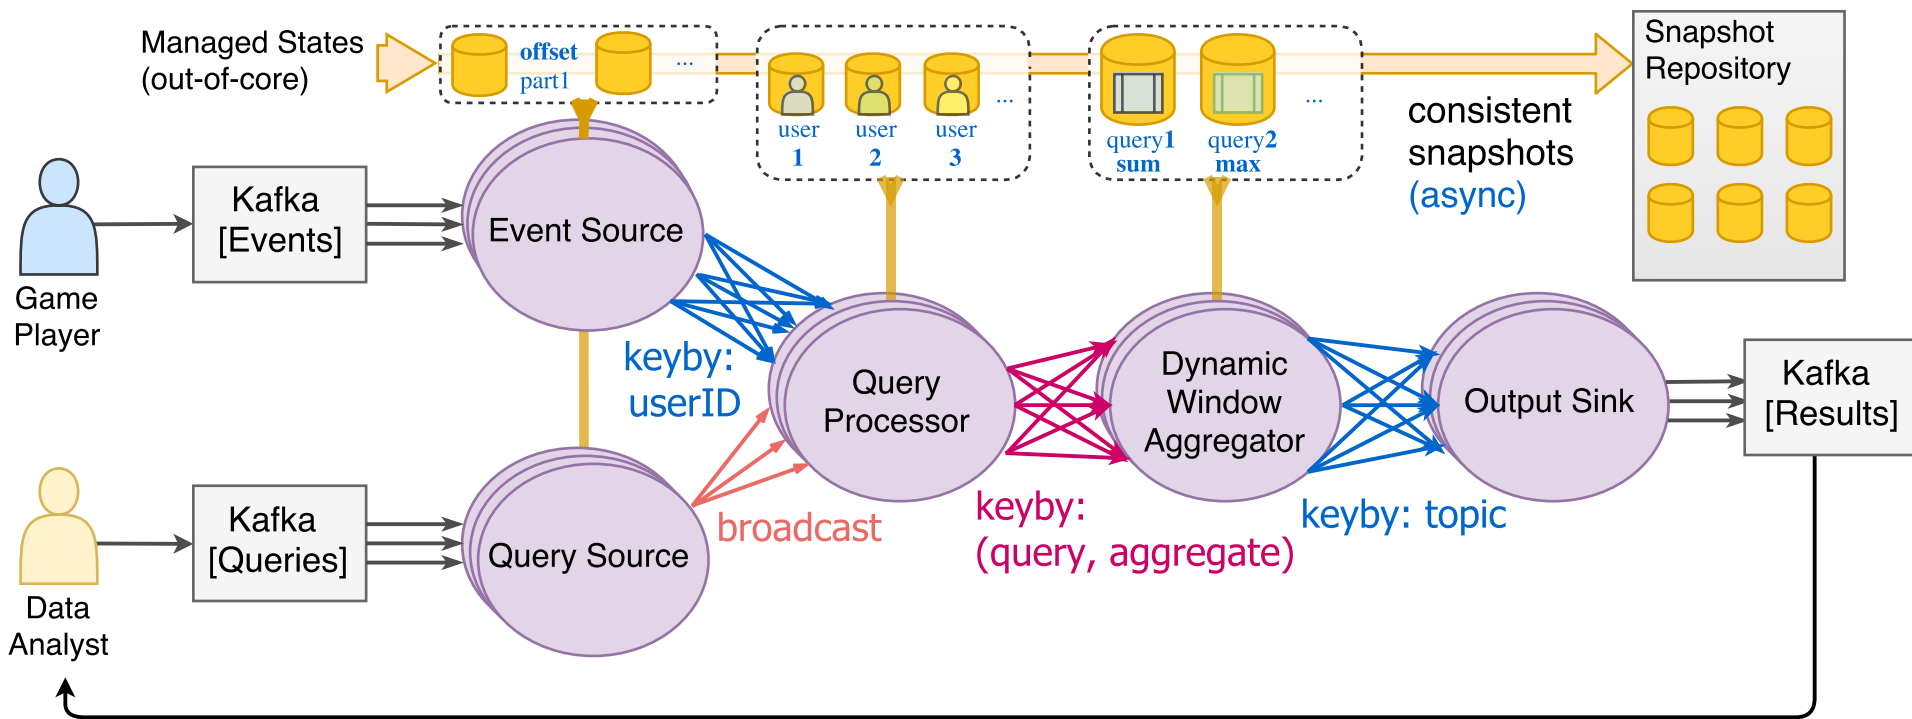 Managed States
(out-of-core)
offset
part1
...
user
1
user
2
user
3
...
query1
sum
query2
max
...
consistent
snapshots
(async)
Snapshot
Repository
Game
Player
Kafka
[Events]
Event Source
keyby:
userID
Query
Processor
Dynamic
Window
Aggregator
Output Sink
Kafka
[Results]
Data
Analyst
Kafka
[Queries]
Query Source
broadcast
keyby:
(query, aggregate)
keyby: topic